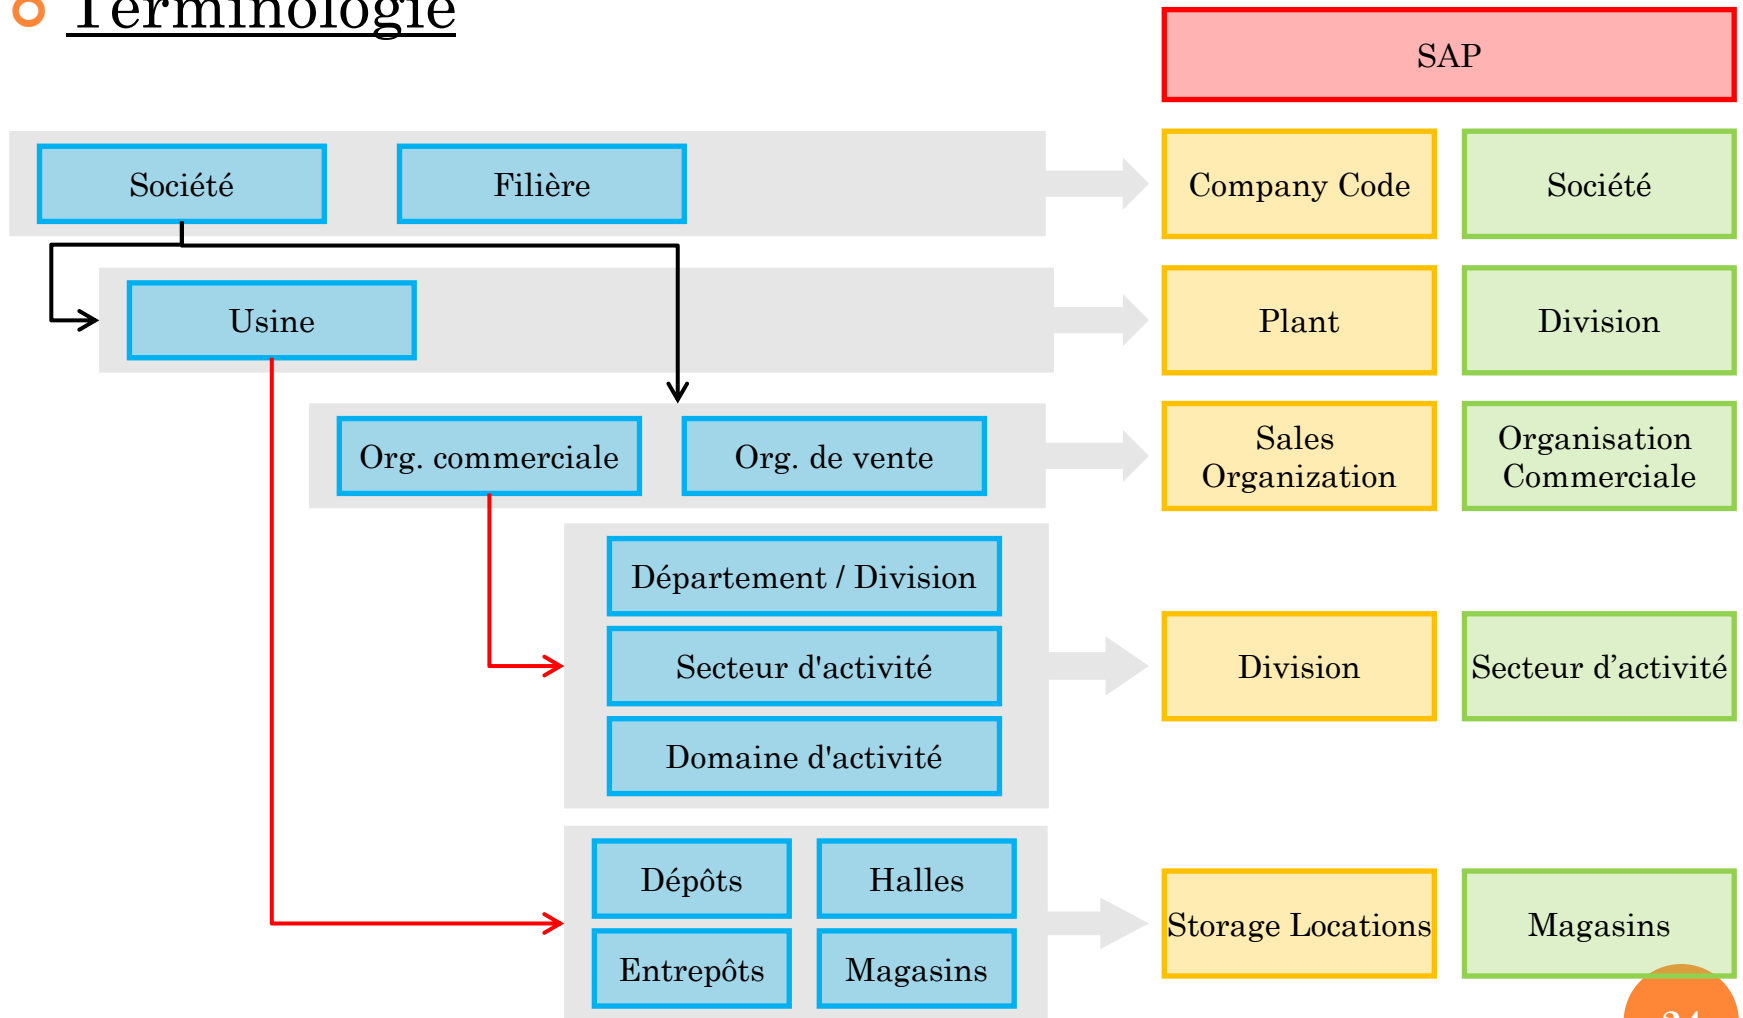 Terminologie
SAP
Société
Filière
Company Code
Société
Usine
Plant
Division
Org. commerciale
Org. de vente
Sales
Organization
Organisation
Commerciale
Département / Division
Secteur d'activité
Domaine d'activité
Division
Secteur d’activité
Dépôts
Halles
Entrepôts
Magasins
Storage Locations
Magasins